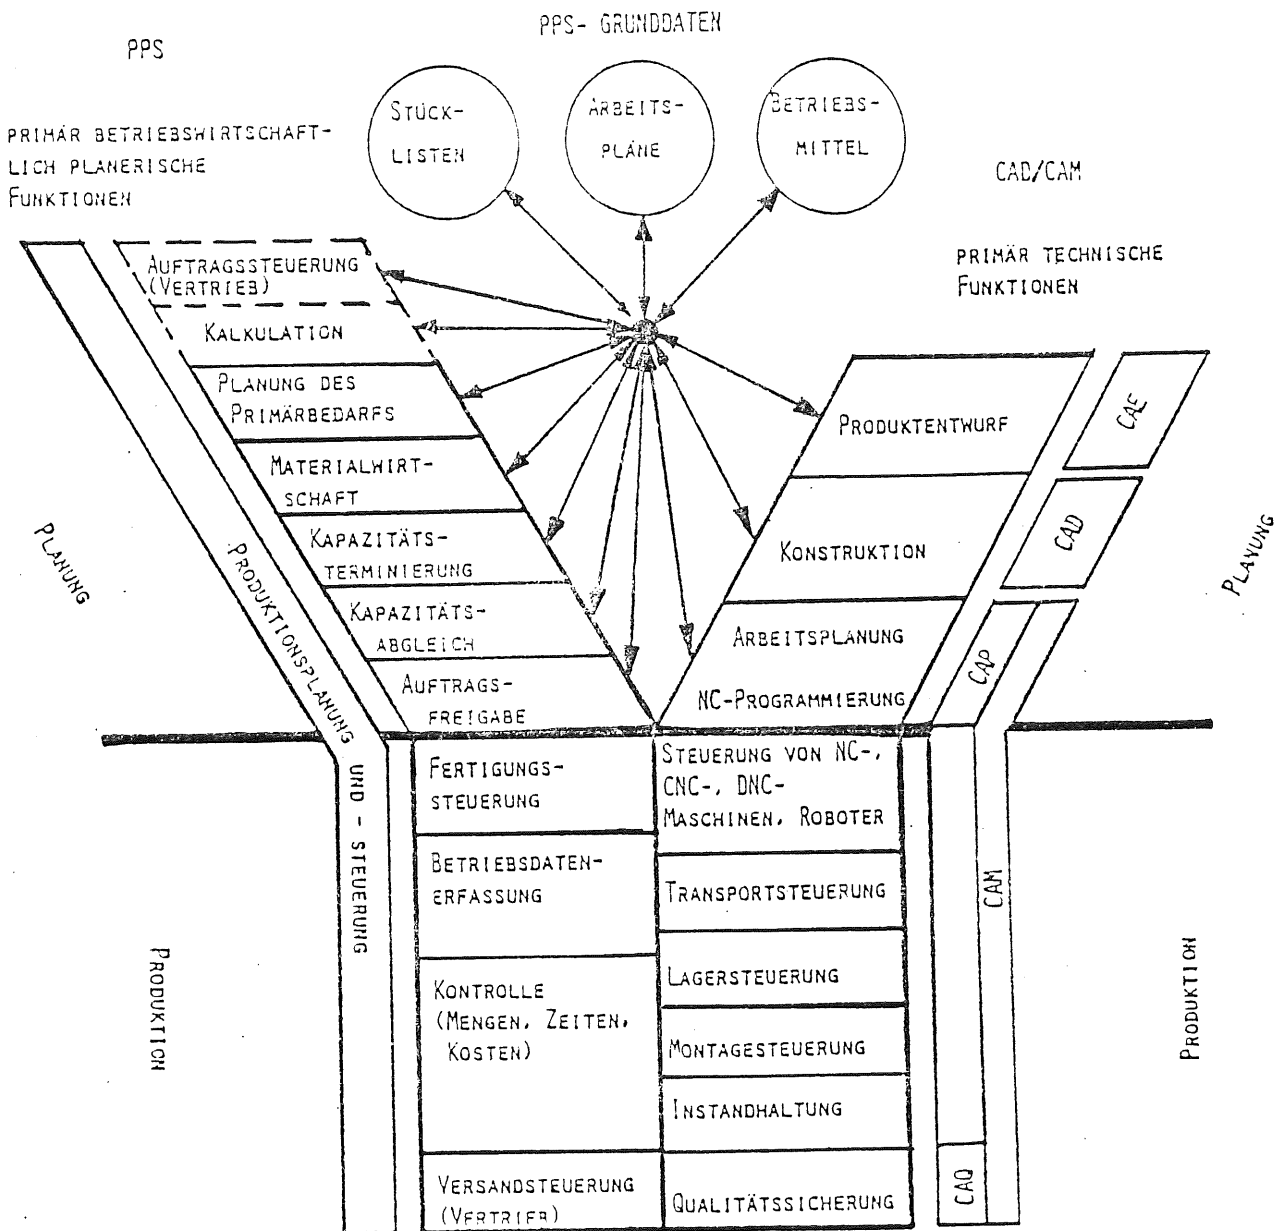 PPS- GRUNDDATEN
PPS
STÜCK-
LISTEN
ARBEITS-
PLÄNE
BETRIEBS-
MITTEL
PRIMÄR BETRIEBSWIRTSCHAFT-
LICH PLANERISCHE
FUNKTIONEN
CAD/CAM
PRIMÄR TECHNISCHE
FUNKTIONEN
AUFTRAGSSTEUERUNG
(VERTRIEB)
KALKULATION
PLANUNG DES
PRIMÄRBEDARFS
MATERIALWIRT-
SCHAFT
KAPAZITÄTS-
TERMINIERUNG
KAPAZITÄTS-
ABGLEICH
AUFTRAGS-
FREIGABE
PRODUKTENTWURF
KONSTRUKTION
ARBEITSPLANUNG
NC-PROGRAMMIERUNG
CAE
CAD
CAP
PLANUNG
PLANUNG
PRODUKTIONSPLANUNG UND - STEUERUNG
FERTIGUNGS-
STEUERUNG
BETRIEBSDATEN-
ERFASSUNG
KONTROLLE
(MENGEN, ZEITEN,
KOSTEN)
VERSANDSTEUERUNG
(VERTRIEB)
STEUERUNG VON NC-,
CNC-, DNC-
MASCHINEN, ROBOTER
TRANSPORTSTEUERUNG
LAGERSTEUERUNG
MONTAGESTEUERUNG
INSTANDHALTUNG
QUALITÄTSSICHERUNG
CAM
CAQ
PRODUKTION
PRODUKTION